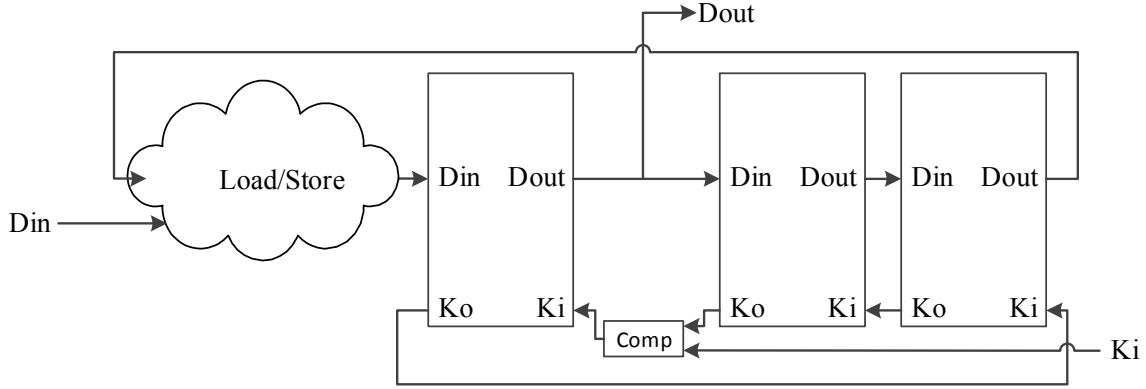 Dout
Load/Store
Din Dout
Din Dout
Din Dout
Din
Ko Ki
Ko Ki
Ko Ki
Comp
Ki